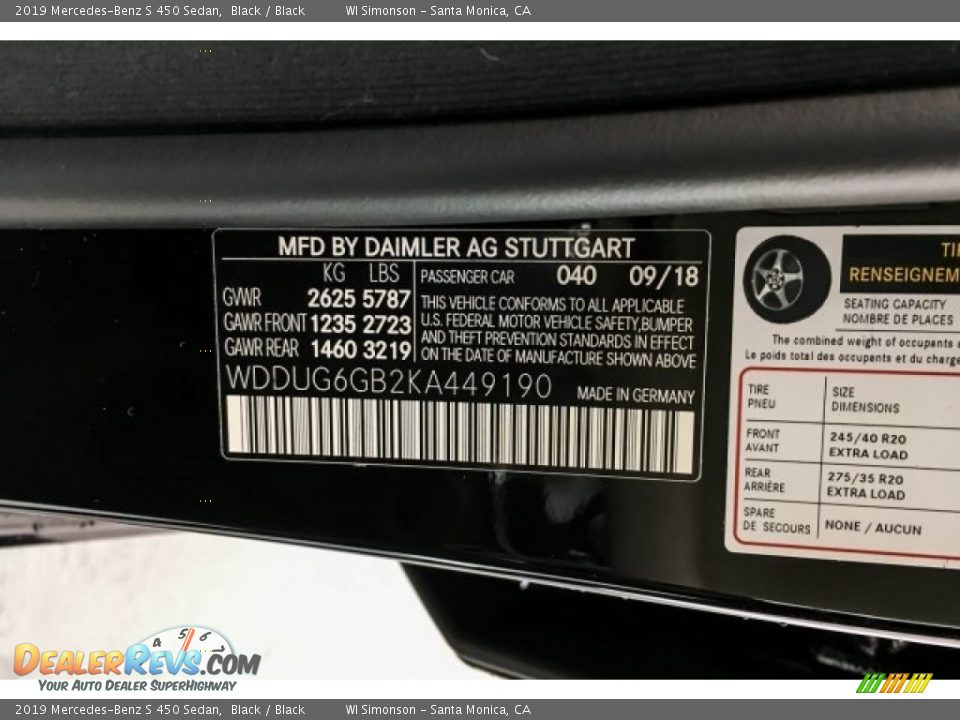 2019 Mercedes-Benz S 450 Sedan, Black / Black WI Simonson - Santa Monica, CA
MFD BY DAIMLER AG STUTTGART
KG LBS
GVWR 2625 5787
GAWR FRONT 1235 2723
GAWR REAR 1460 3219
PASSENGER CAR 040 09/18
THIS VEHICLE CONFORMS TO ALL APPLICABLE
U.S. FEDERAL MOTOR VEHICLE SAFETY,BUMPER
AND THEFT PREVENTION STANDARDS IN EFFECT
ON THE DATE OF MANUFACTURE SHOWN ABOVE
WDDUG6GB2KA449190 MADE IN GERMANY
RENSEIGNEM
SEATING CAPACITY
NOMBRE DE PLACES
The combined weight of occupants
Le poids total des occupants et du charge
TIRE
PNEU
SIZE
DIMENSIONS
FRONT
AVANT
245/40 R20
EXTRA LOAD
REAR
ARRIÈRE
275/35 R20
EXTRA LOAD
SPARE
DE SECOURS
NONE / AUCUN
4 5 6
DEALERREVS.COM
YOUR AUTO DEALER SUPERHIGHWAY
2019 Mercedes-Benz S 450 Sedan, Black / Black WI Simonson - Santa Monica, CA